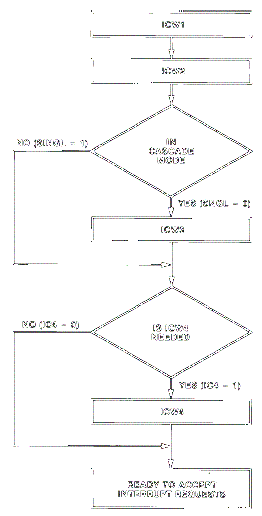 ICW1
ICW2
IN
CASCADE
MODE
NO (SINGL = 1)
YES (SNGL = 0)
ICW3
IS ICW4
NEEDED
NO (IC4 = 0)
YES (IC4 = 1)
ICW4
READY TO ACCEPT
INTERRUPT REQUESTS